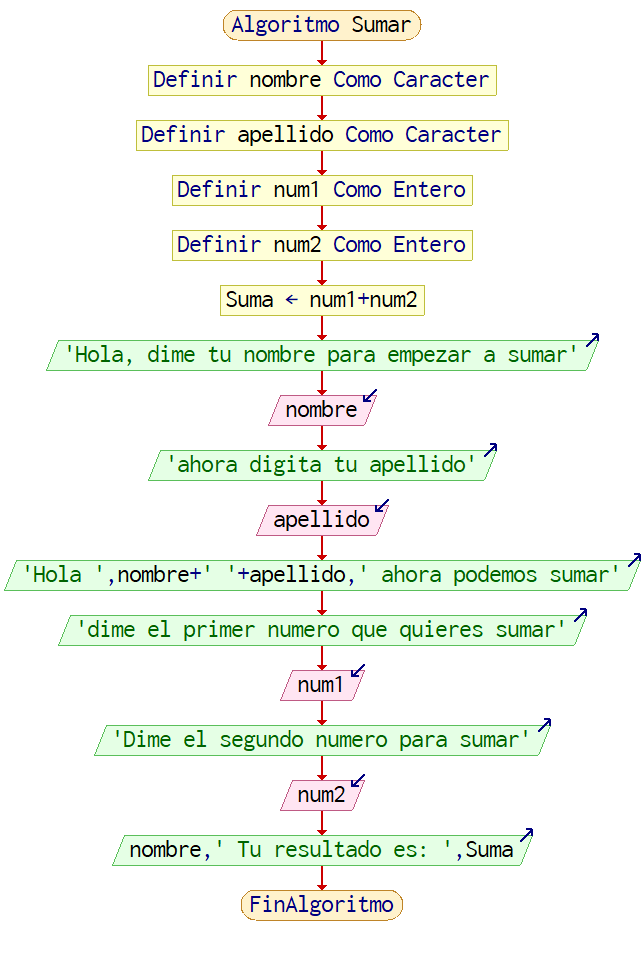 Algoritmo Sumar
Definir nombre Como Caracter
Definir apellido Como Caracter
Definir num1 Como Entero
Definir num2 Como Entero
Suma ← num1+num2
'Hola, dime tu nombre para empezar a sumar'
nombre
'ahora digita tu apellido'
apellido
'Hola ',nombre+' '+apellido,' ahora podemos sumar'
'dime el primer numero que quieres sumar'
num1
'Dime el segundo numero para sumar'
num2
nombre,' Tu resultado es: ',Suma
FinAlgoritmo